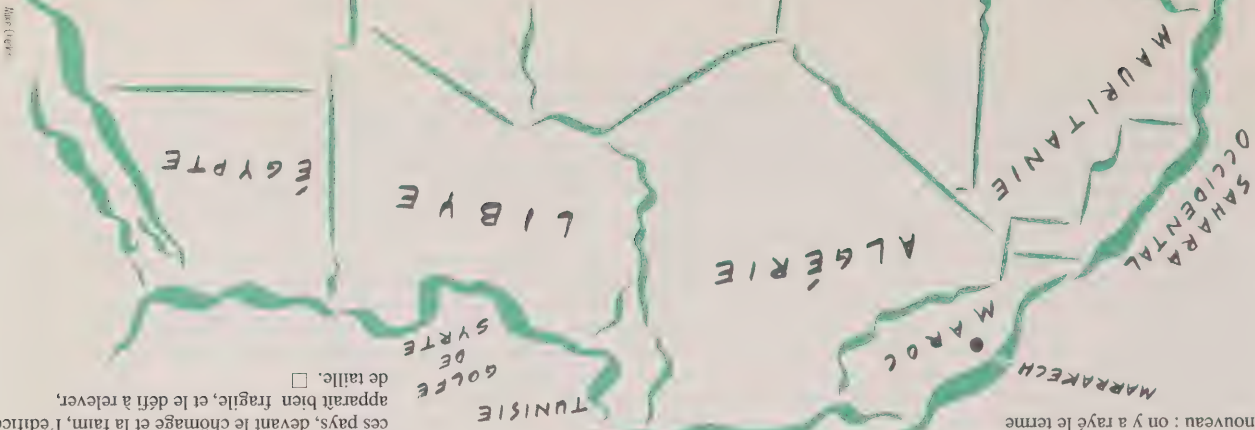 nouveau : on y a rayé le terme
ces pays, devant le chomage et la faim, l'édifice
apparaît bien fragile, et le défi à relever,
de taille. □
MARRAKECH
MAROC
TUNISIE
GOLFE
DE
SYRTE
SAHARA
OCCIDENTAL
ALGÉRIE
LIBYE
ÉGYPTE
MAURITANIE